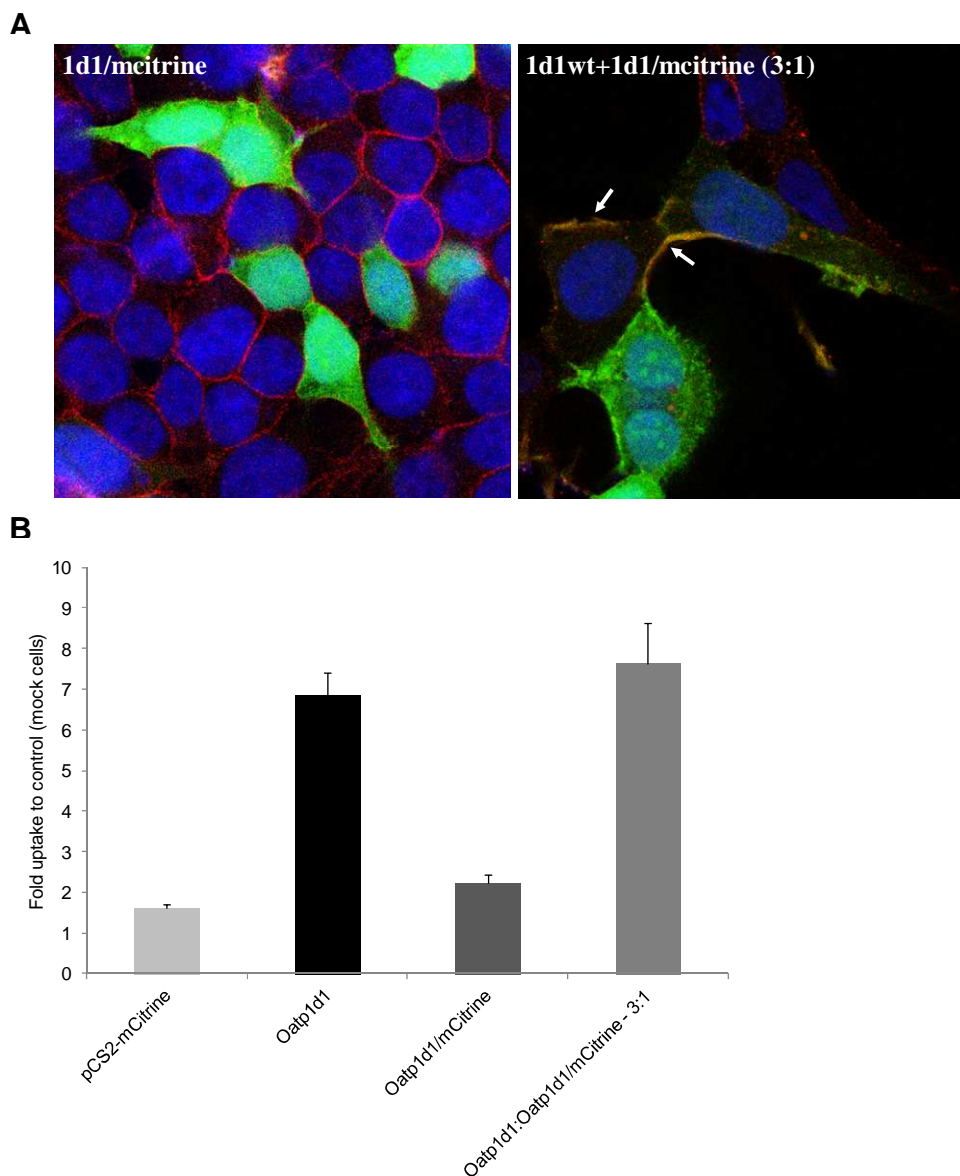 A
1d1/mcitrine
1d1wt+1d1/mcitrine (3:1)
B
Fold uptake to control (mock cells)
10
9
8
7
6
5
4
3
2
1
0
pCS2-mCitrine
Oatp1d1
Oatp1d1/mCitrine
Oatp1d1:Oatp1d1/mCitrine - 3:1